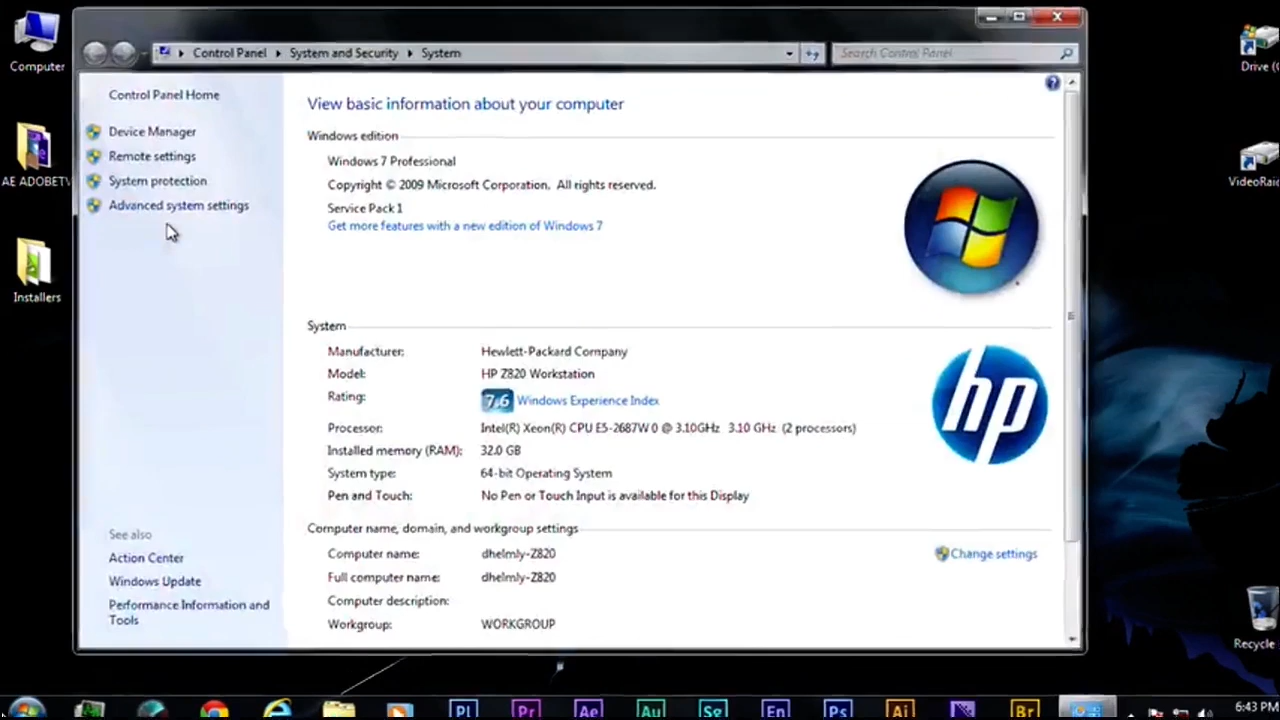 Computer
AE ADOBETV
Installers
Control Panel System and Security System
Search Control Panel
Control Panel Home
Device Manager
Remote settings
System protection
Advanced system settings
See also
Action Center
Windows Update
Performance Information and
Tools
View basic information about your computer
Windows edition
Windows 7 Professional
Copyright © 2009 Microsoft Corporation. All rights reserved.
Service Pack 1
Get more features with a new edition of Windows 7
System
Manufacturer: Hewlett-Packard Company
Model: HP Z820 Workstation
Rating: 7.6 Windows Experience Index
Processor: Intel(R) Xeon(R) CPU E5-2687W 0 @ 3.10GHz 3.10 GHz (2 processors)
Installed memory (RAM): 32.0 GB
System type: 64-bit Operating System
Pen and Touch: No Pen or Touch Input is available for this Display
hp
Computer name, domain, and workgroup settings
Computer name: dhelmly-Z820
Change settings
Full computer name: dhelmly-Z820
Computer description:
Workgroup: WORKGROUP
Drive (
VideoRaid
Recycle
Pl Pr Ae Au Sg En Ps Ai Br
6:43 PM